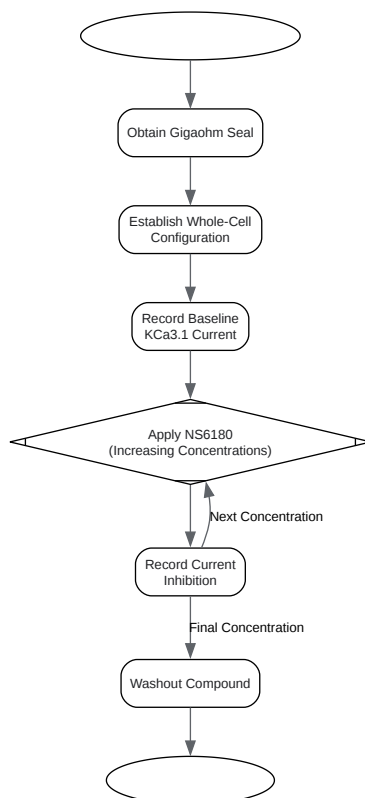 Obtain Gigaohm Seal
Establish Whole-Cell
Configuration
Record Baseline
KCa3.1 Current
Apply NS6180
(Increasing Concentrations)
Next Concentration
Record Current
Inhibition
Final Concentration
Washout Compound